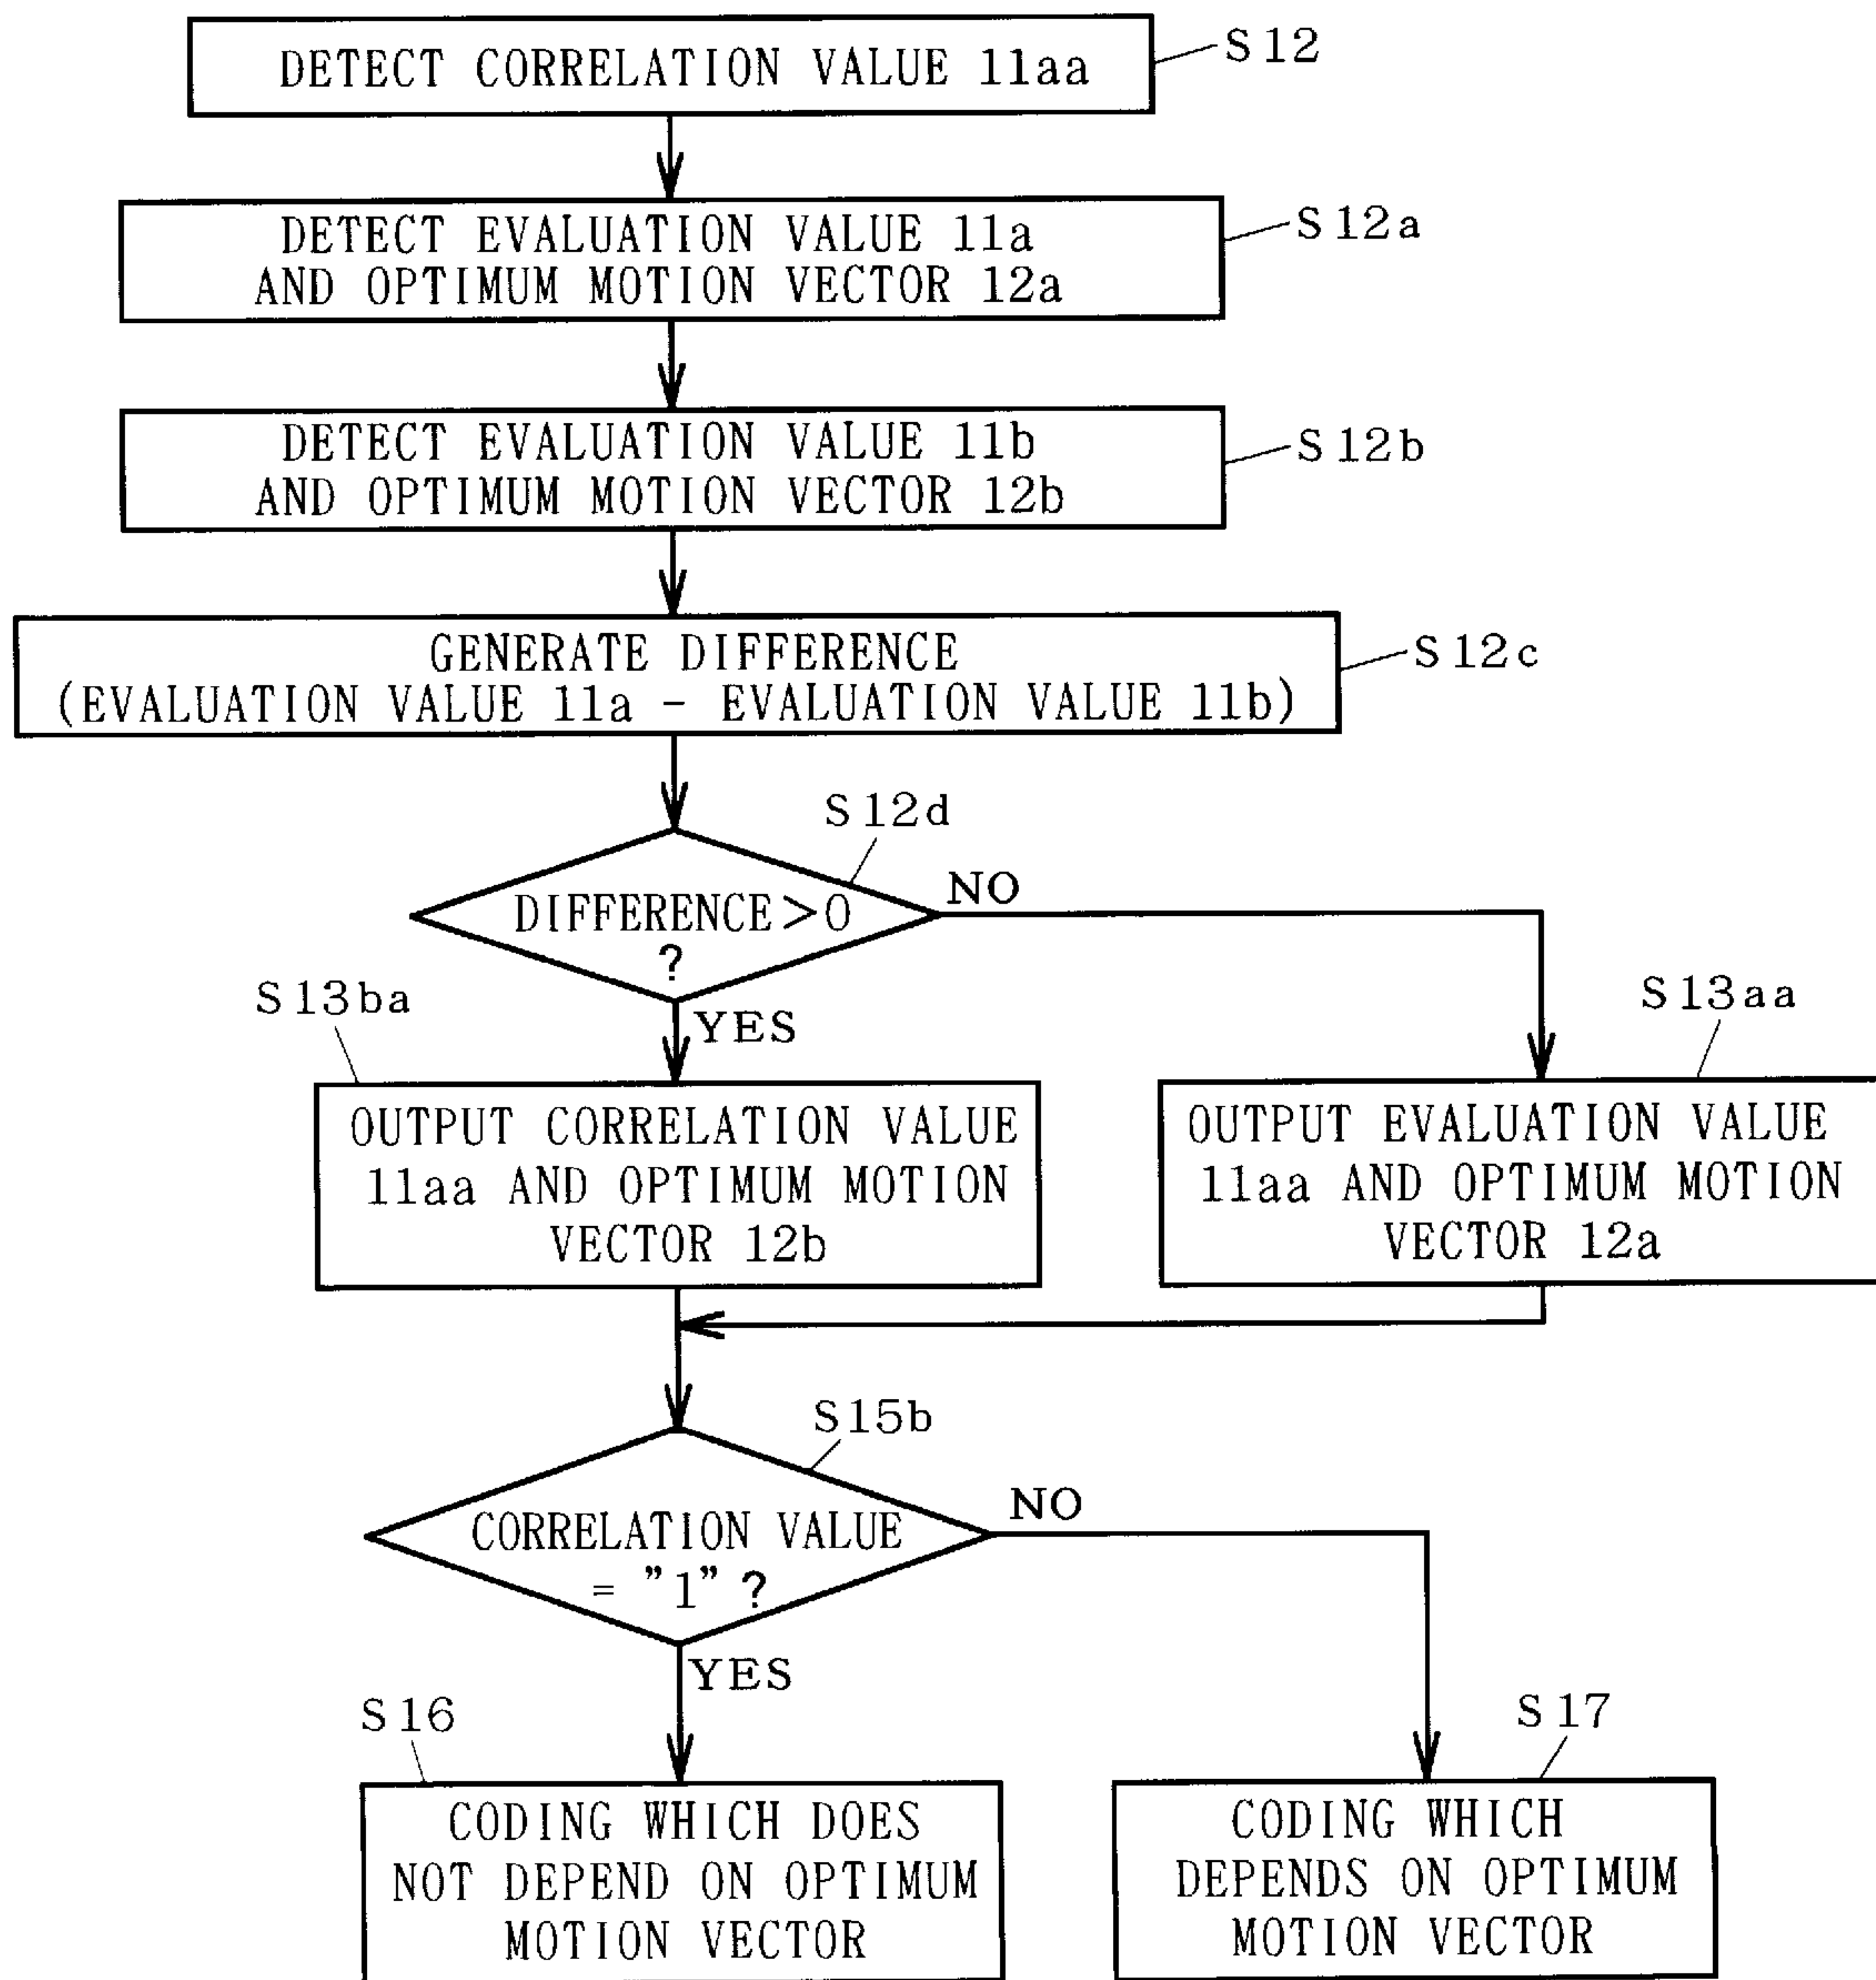 DETECT CORRELATION VALUE 11aa
S12
DETECT EVALUATION VALUE 11a
AND OPTIMUM MOTION VECTOR 12a
S12a
DETECT EVALUATION VALUE 11b
AND OPTIMUM MOTION VECTOR 12b
S12b
GENERATE DIFFERENCE
(EVALUATION VALUE 11a - EVALUATION VALUE 11b)
S12c
S12d
DIFFERENCE>0
?
NO
YES
S13ba
S13aa
OUTPUT CORRELATION VALUE
11aa AND OPTIMUM MOTION
VECTOR 12b
OUTPUT EVALUATION VALUE
11aa AND OPTIMUM MOTION
VECTOR 12a
S15b
CORRELATION VALUE
= ”1” ?
NO
YES
S16
S17
CODING WHICH DOES
NOT DEPEND ON OPTIMUM
MOTION VECTOR
CODING WHICH
DEPENDS ON OPTIMUM
MOTION VECTOR